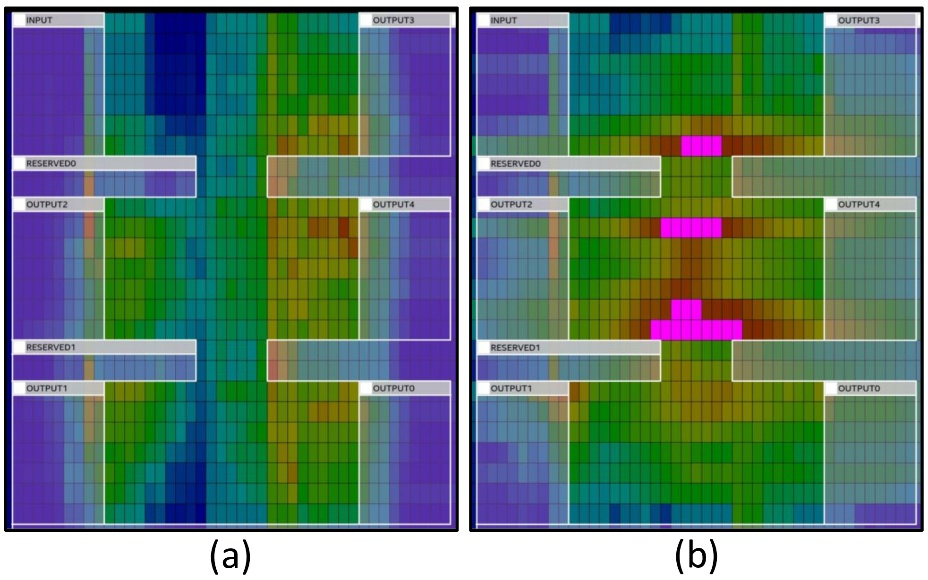 INPUT
OUTPUT3
RESERVED0
OUTPUT2
OUTPUT4
RESERVED1
OUTPUT1
OUTPUT0
(a)
INPUT
OUTPUT3
RESERVED0
OUTPUT2
OUTPUT4
RESERVED1
OUTPUT1
OUTPUT0
(b)